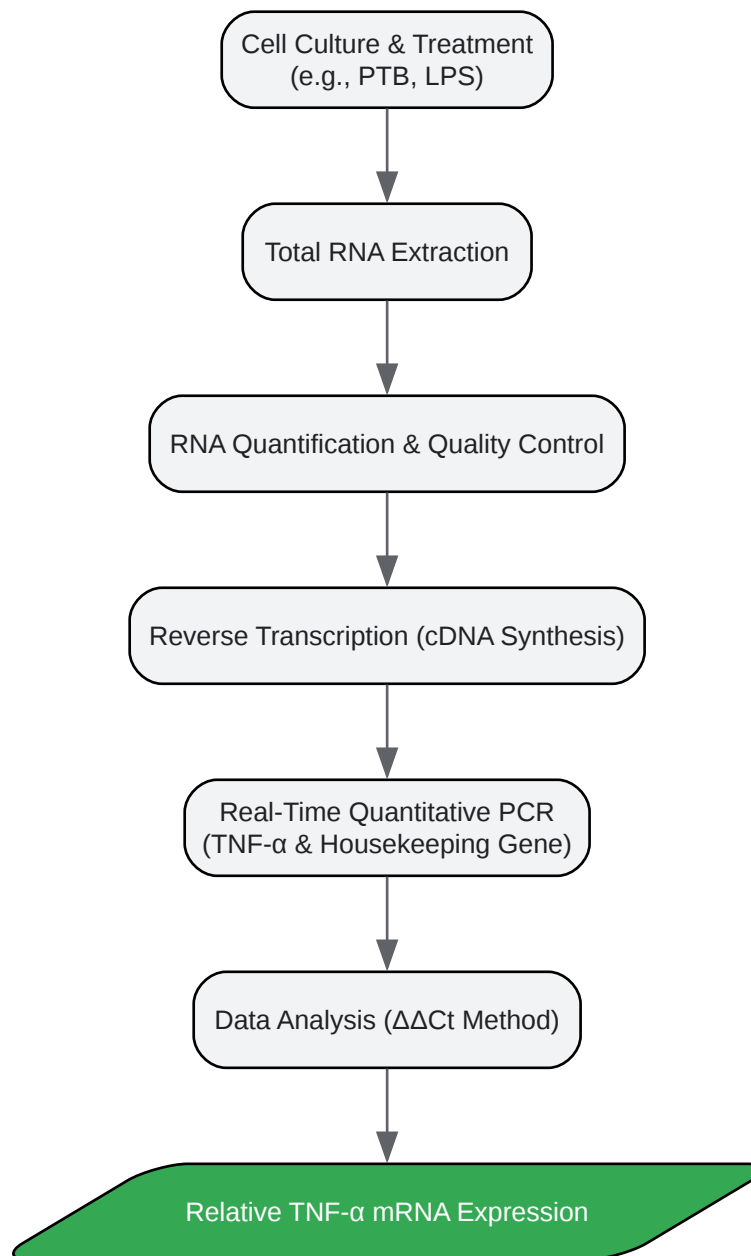 Cell Culture & Treatment
(e.g., PTB, LPS)
Total RNA Extraction
RNA Quantification & Quality Control
Reverse Transcription (cDNA Synthesis)
Real-Time Quantitative PCR
(TNF-α & Housekeeping Gene)
Data Analysis (ΔΔCt Method)
Relative TNF-α mRNA Expression